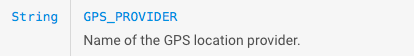 String GPS_PROVIDER
Name of the GPS location provider.